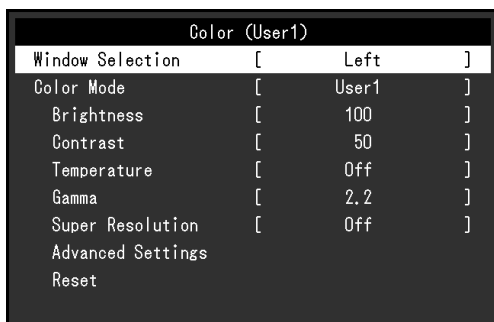 Color (User1)
Window Selection [ Left ]
Color Mode [ User1 ]
Brightness [ 100 ]
Contrast [ 50 ]
Temperature [ Off ]
Gamma [ 2.2 ]
Super Resolution [ Off ]
Advanced Settings
Reset